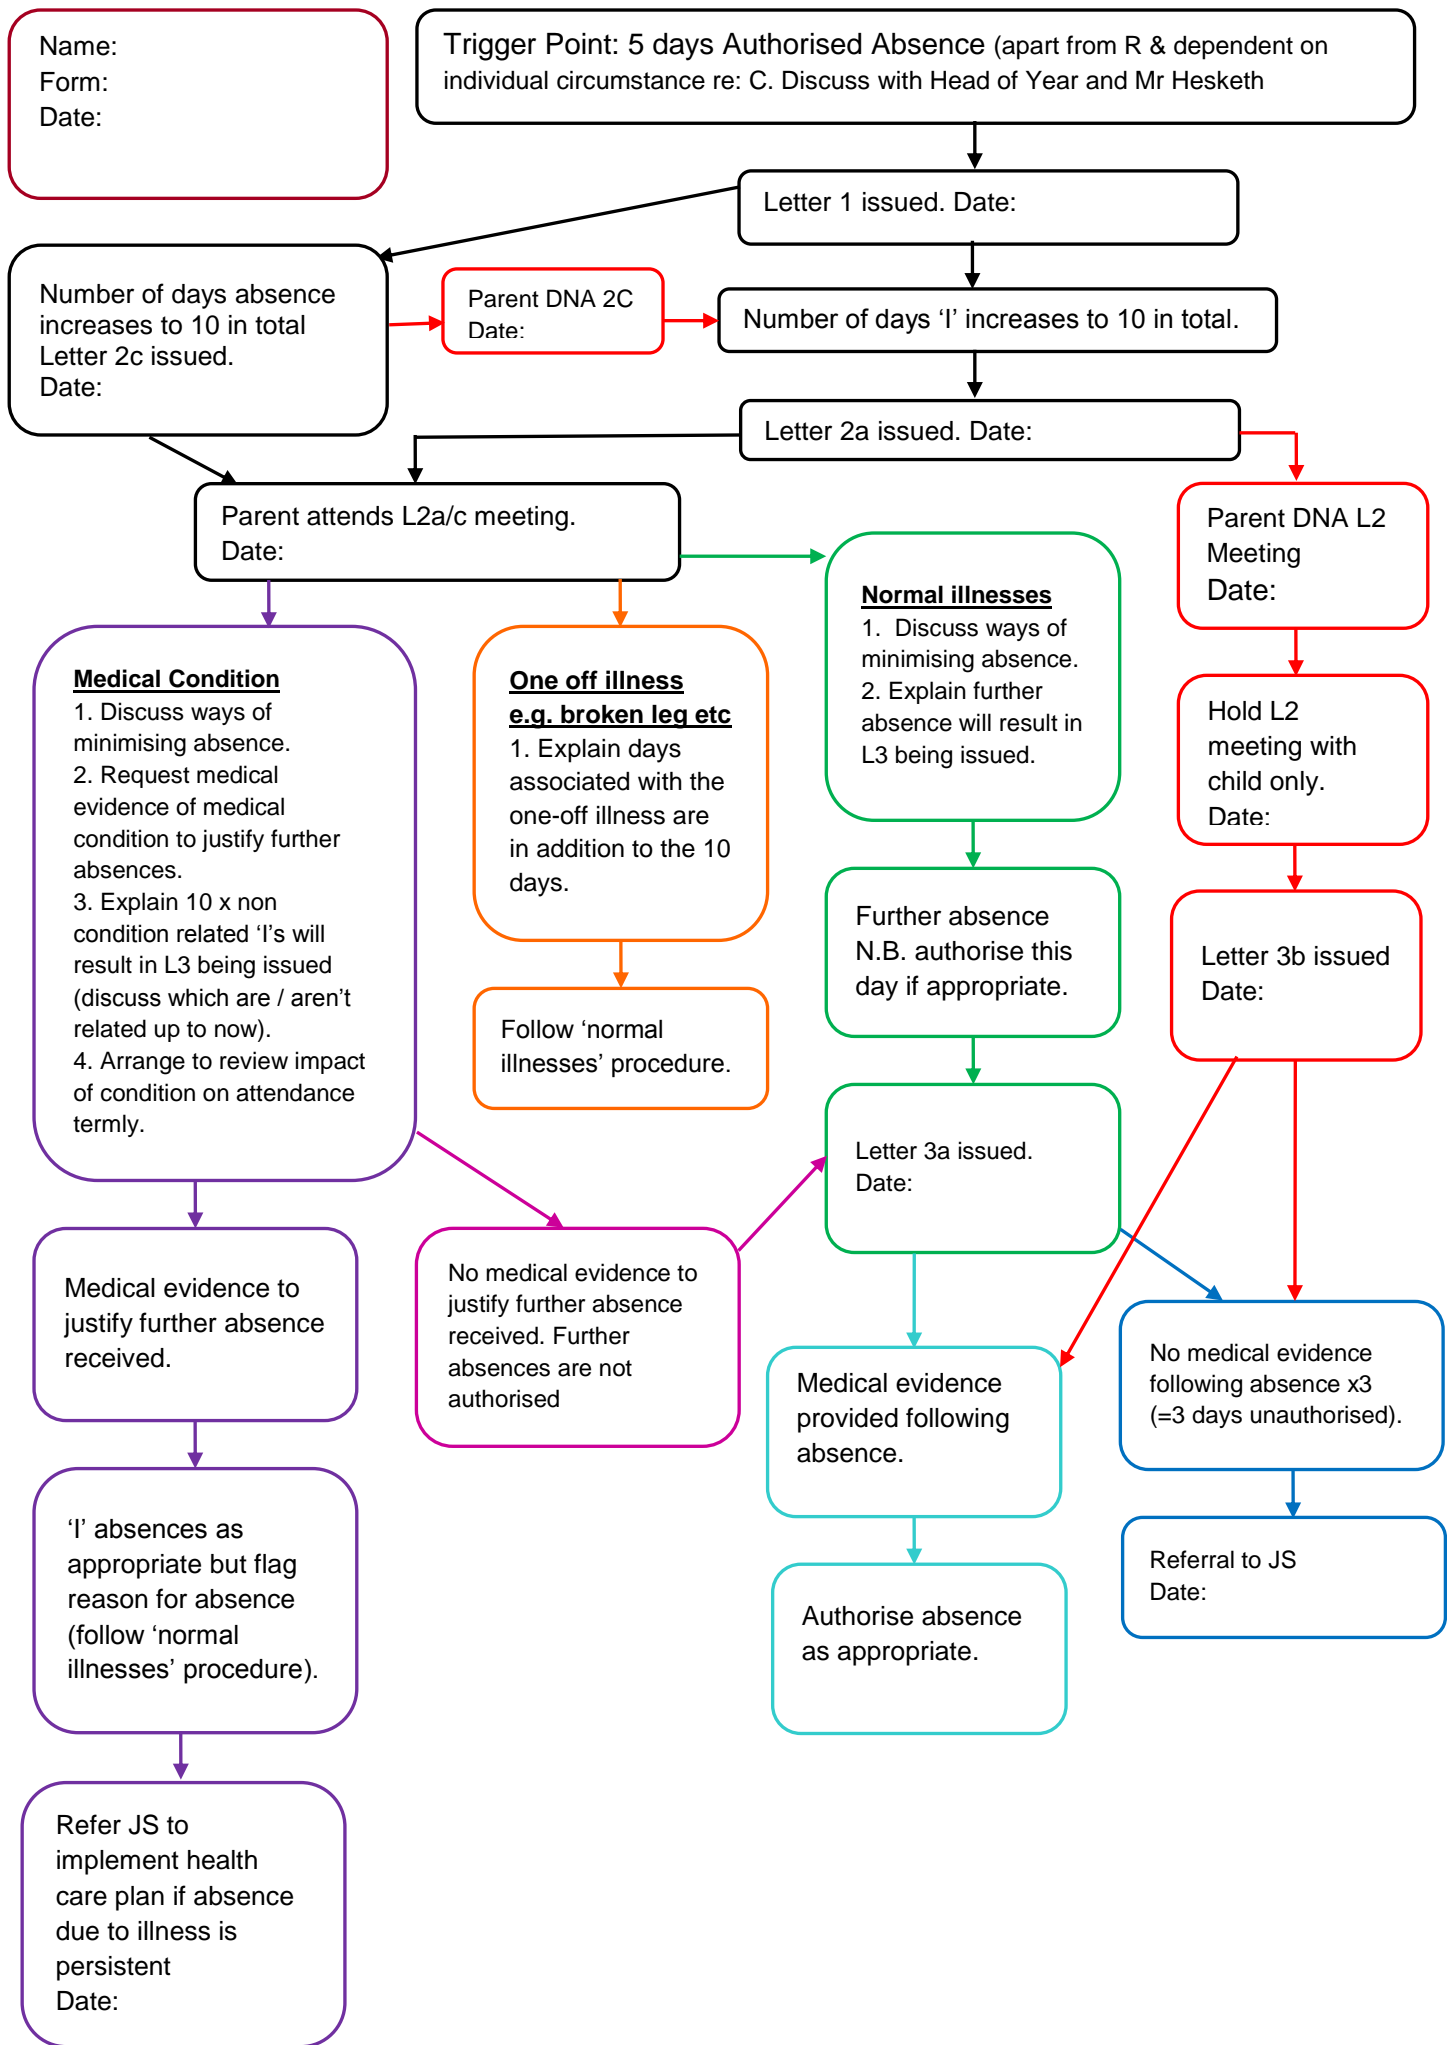 Name:
Form:
Date:
Trigger Point: 5 days Authorised Absence (apart from R & dependent on
individual circumstance re: C. Discuss with Head of Year and Mr Hesketh
Letter 1 issued. Date:
Number of days absence
increases to 10 in total
Letter 2c issued.
Date:
Parent DNA 2C
Date:
Number of days ‘I’ increases to 10 in total.
Letter 2a issued. Date:
Parent attends L2a/c meeting.
Date:
Parent DNA L2
Meeting
Date:
Normal illnesses
1. Discuss ways of
minimising absence.
2. Explain further
absence will result in
L3 being issued.
Medical Condition
1. Discuss ways of
minimising absence.
2. Request medical
evidence of medical
condition to justify further
absences.
3. Explain 10 x non
condition related ‘I’s will
result in L3 being issued
(discuss which are / aren’t
related up to now).
4. Arrange to review impact
of condition on attendance
termly.
One off illness
e.g. broken leg etc
1. Explain days
associated with the
one-off illness are
in addition to the 10
days.
Hold L2
meeting with
child only.
Date:
Further absence
N.B. authorise this
day if appropriate.
Letter 3b issued
Date:
Follow ‘normal
illnesses’ procedure.
Letter 3a issued.
Date:
Medical evidence to
justify further absence
received.
No medical evidence to
justify further absence
received. Further
absences are not
authorised
Medical evidence
provided following
absence.
No medical evidence
following absence x3
(=3 days unauthorised).
‘I’ absences as
appropriate but flag
reason for absence
(follow ‘normal
illnesses’ procedure).
Authorise absence
as appropriate.
Referral to JS
Date:
Refer JS to
implement health
care plan if absence
due to illness is
persistent
Date: